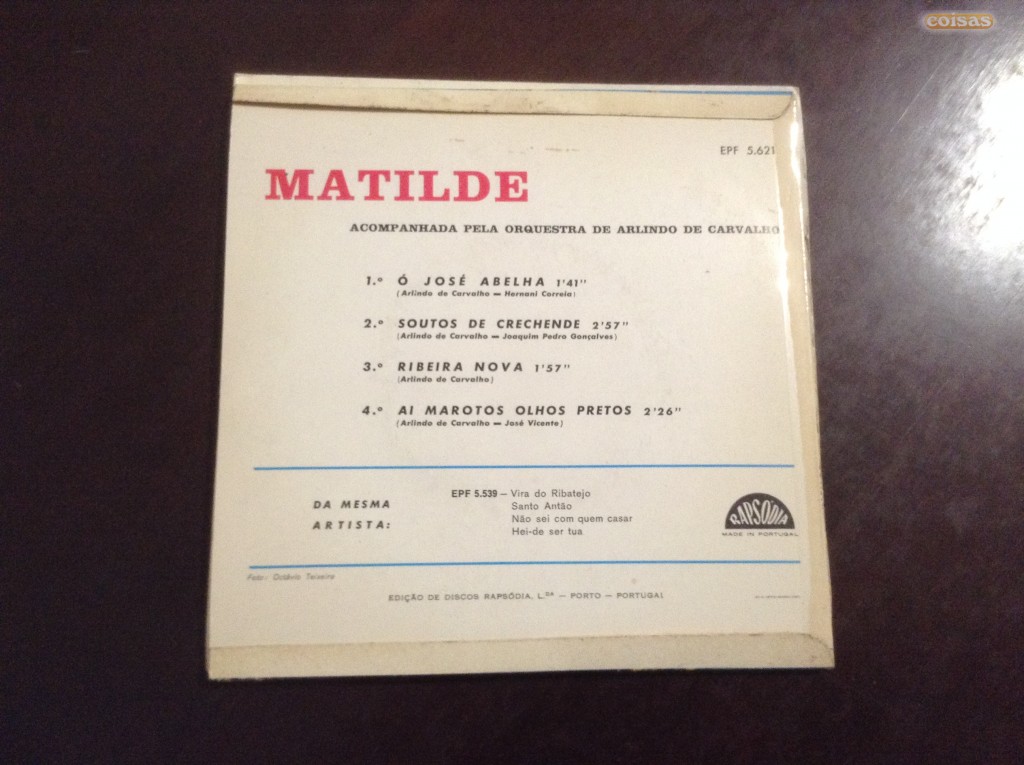 coisas
EPF 5.621
MATILDE
ACOMPANHADA PELA ORQUESTRA DE ARLINDO DE CARVALHO
1.º Ó JOSÉ ABELHA 1'41''
(Arlindo de Carvalho — Hernani Correia)
2.º SOUTOS DE CRECHENDE 2'57''
(Arlindo de Carvalho — Joaquim Pedro Gonçalves)
3.º RIBEIRA NOVA 1'57''
(Arlindo de Carvalho)
4.º AI MAROTOS OLHOS PRETOS 2'26''
(Arlindo de Carvalho — José Vicente)
DA MESMA
ARTISTA:
EPF 5.539 — Vira do Ribatejo
Santo Antão
Não sei com quem casar
Hei-de ser tua
RAPSÓDIA
MADE IN PORTUGAL
Foto: Octávio Teixeira
EDIÇÃO DE DISCOS RAPSÓDIA, L.DA — PORTO — PORTUGAL